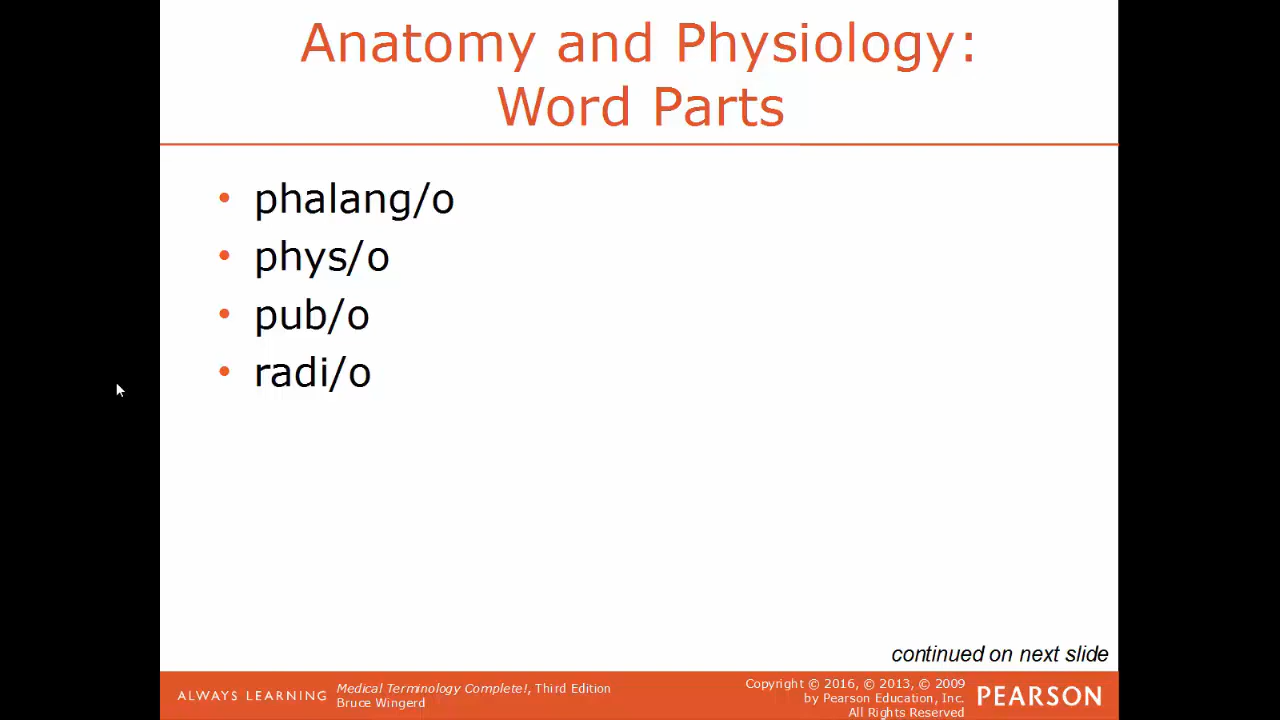 Anatomy and Physiology:
Word Parts
• phalang/o
• phys/o
• pub/o
• radi/o
continued on next slide
ALWAYS LEARNING
Medical Terminology Complete!, Third Edition
Bruce Wingerd
Copyright © 2016, © 2013, © 2009
by Pearson Education, Inc.
All Rights Reserved
PEARSON